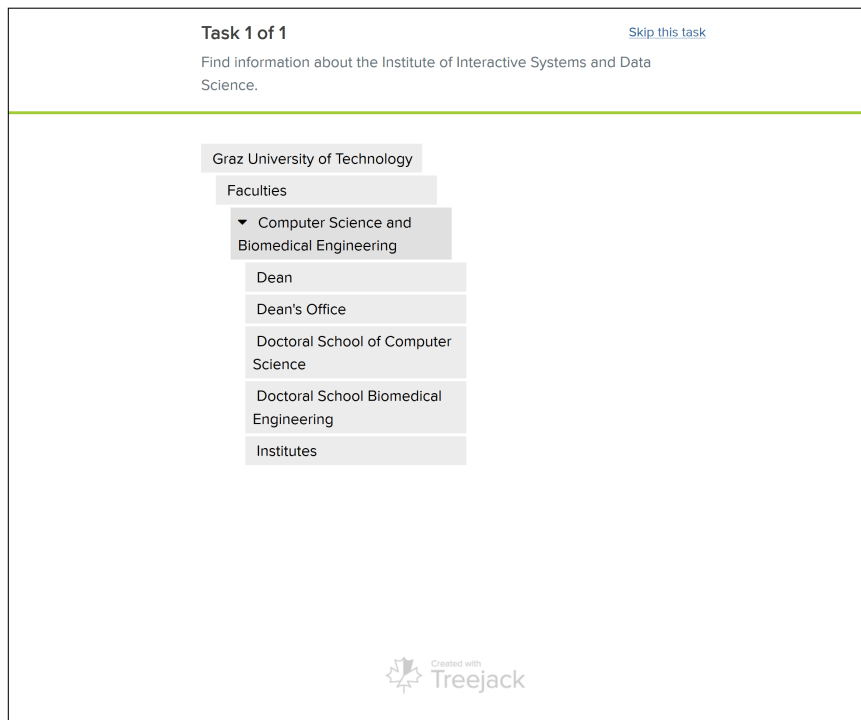 Task 1 of 1
Skip this task
Find information about the Institute of Interactive Systems and Data
Science.
Graz University of Technology
Faculties
Computer Science and
Biomedical Engineering
Dean
Dean's Office
Doctoral School of Computer
Science
Doctoral School Biomedical
Engineering
Institutes
Created with
Treejack